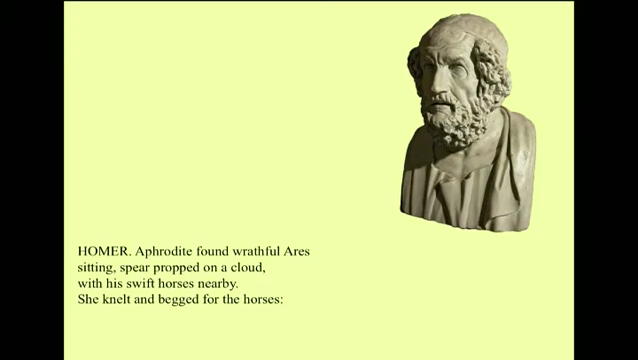 HOMER. Aphrodite found wrathful Ares
sitting, spear propped on a cloud,
with his swift horses nearby.
She knelt and begged for the horses: